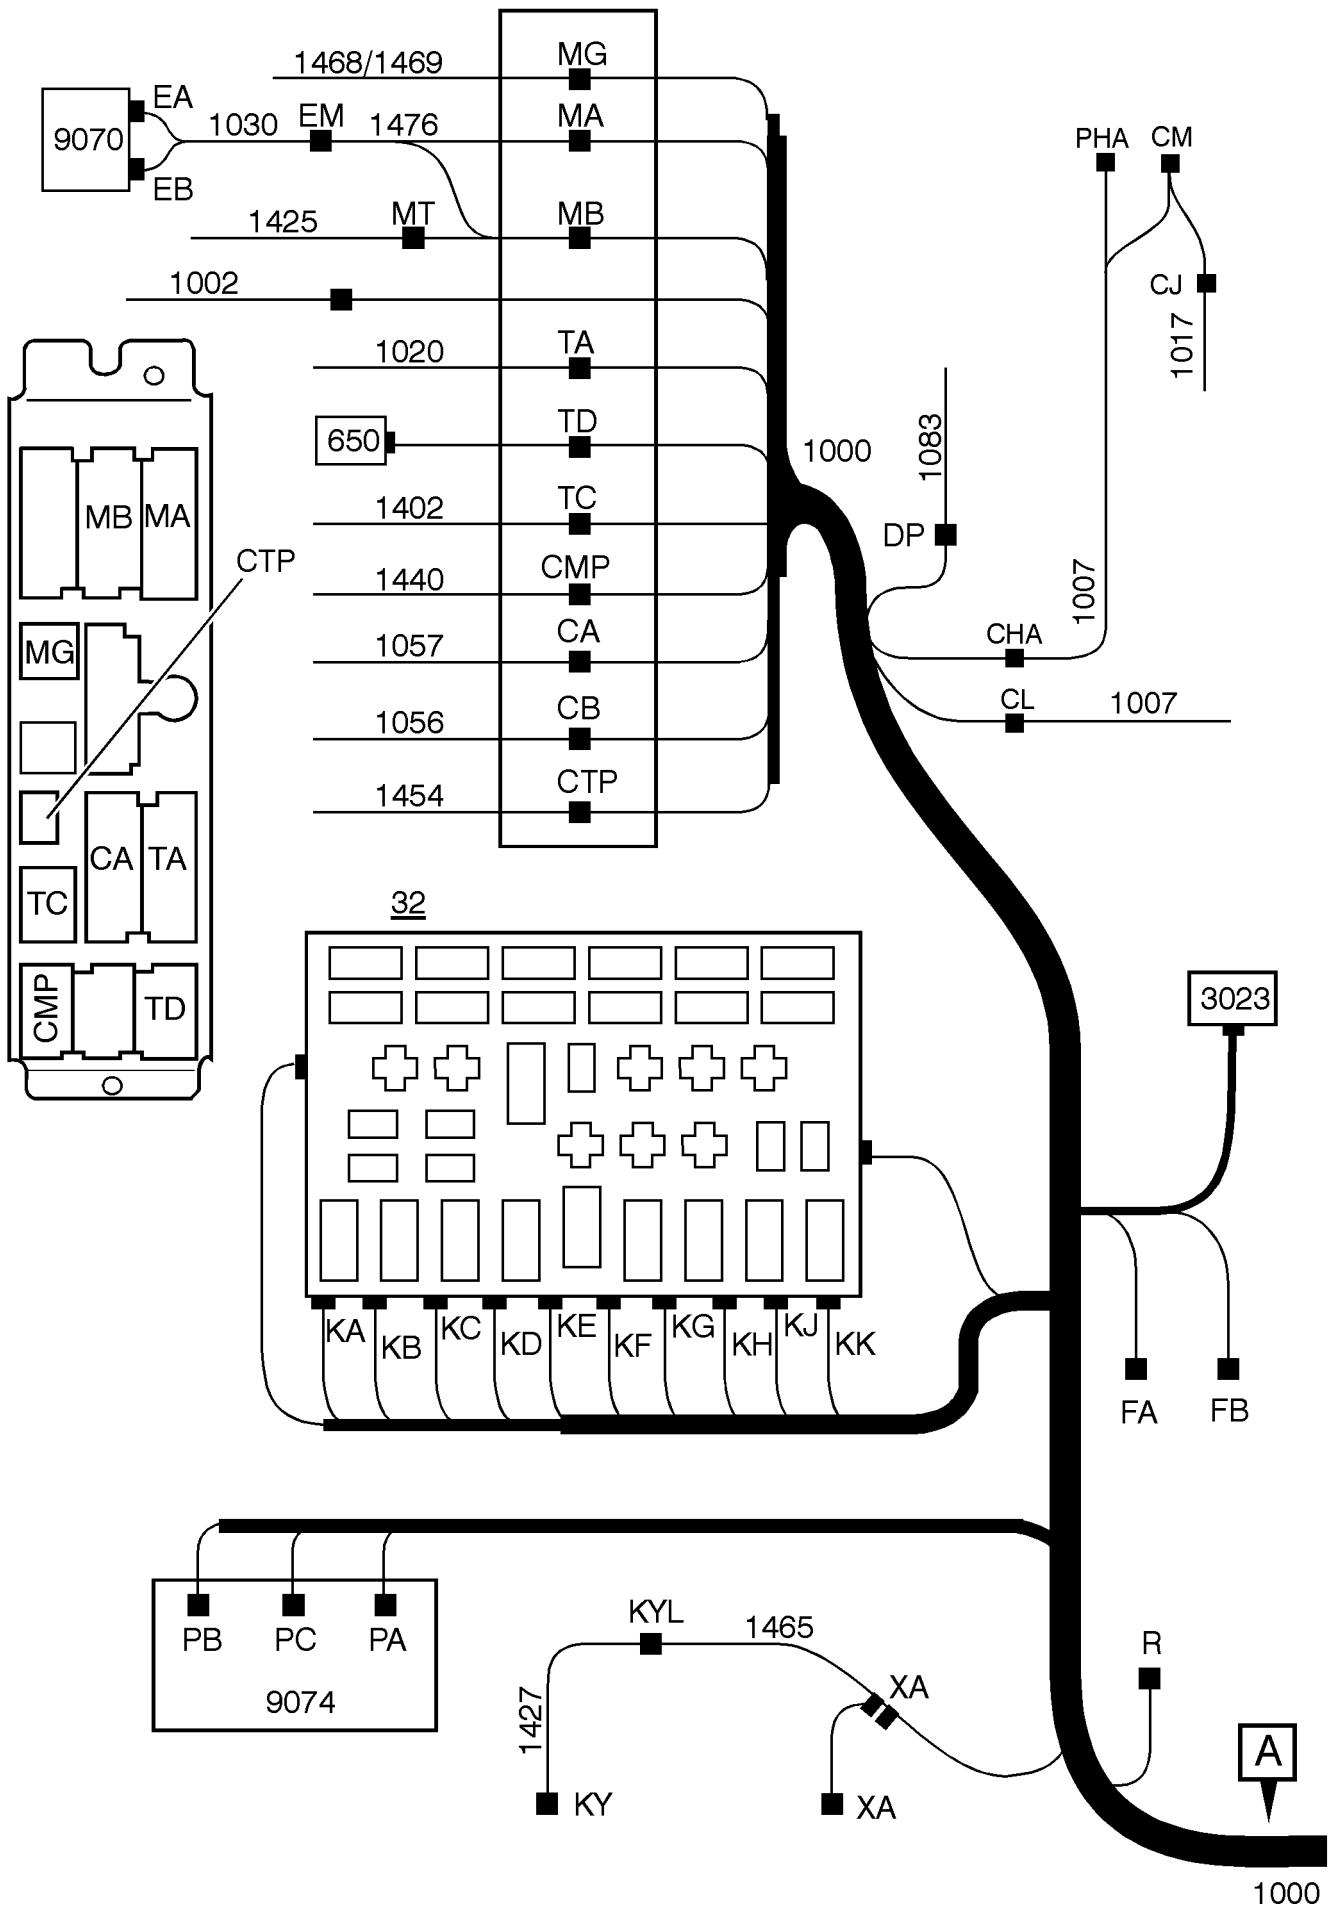 1468/1469
MG
EA
9070
EB
1030
EM
1476
MA
1425
MT
MB
1002
PHA
CM
CJ
1017
1020
TA
650
TD
1000
1083
1402
TC
DP
MB
MA
CTP
1440
CMP
1007
CHA
1057
CA
MG
CL
1007
1056
CB
1454
CTP
CA
TA
TC
32
CMP
TD
3023
KA
KB
KC
KD
KE
KF
KG
KH
KJ
KK
FA
FB
PB
PC
PA
9074
KYL
1465
R
XA
1427
KY
XA
A
1000